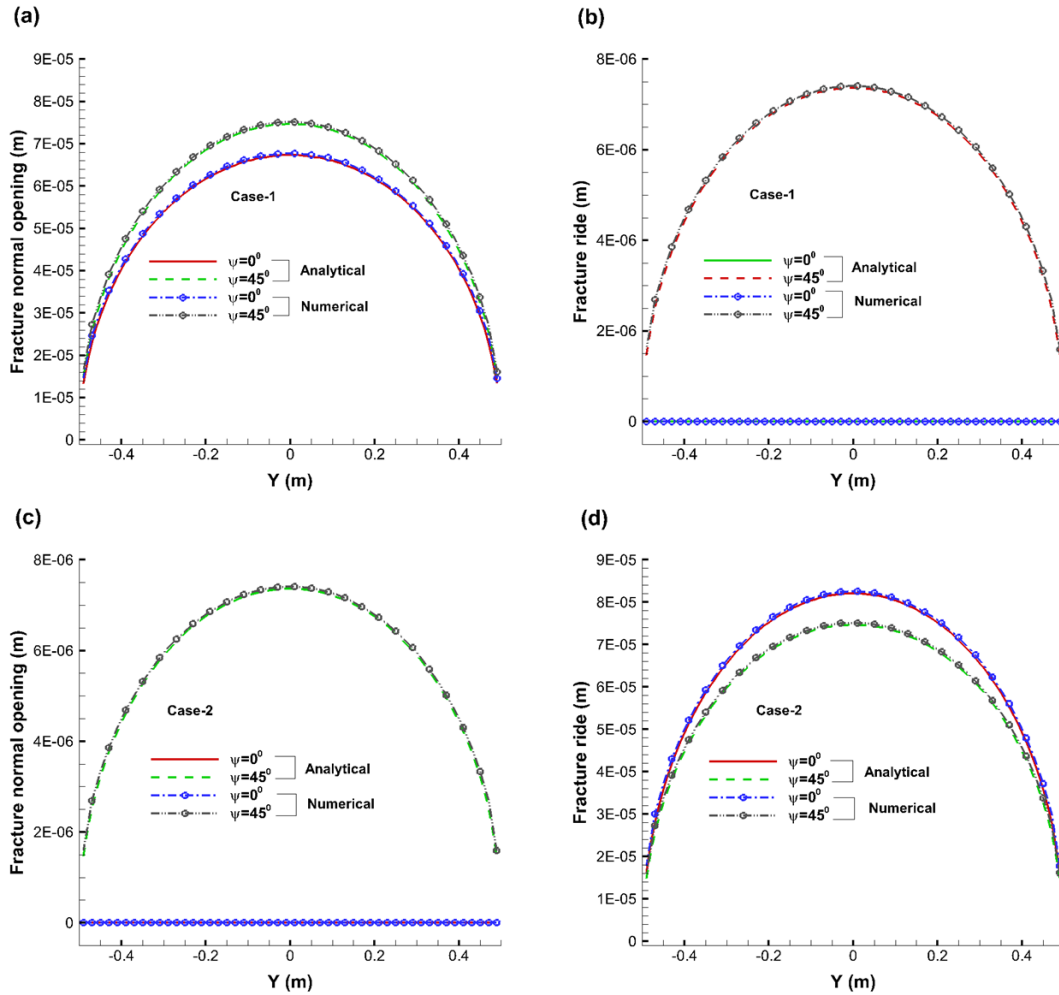 (a)
Fracture normal opening (m)
9E-05
8E-05
7E-05
6E-05
5E-05
4E-05
3E-05
2E-05
1E-05
0
Case-1
ψ=0⁰
ψ=45⁰
Analytical
ψ=0⁰
ψ=45⁰
Numerical
-0.4 -0.2 0 0.2 0.4
Y (m)
(b)
Fracture ride (m)
8E-06
6E-06
4E-06
2E-06
0
Case-1
ψ=0⁰
ψ=45⁰
Analytical
ψ=0⁰
ψ=45⁰
Numerical
-0.4 -0.2 0 0.2 0.4
Y (m)
(c)
Fracture normal opening (m)
8E-06
6E-06
4E-06
2E-06
0
Case-2
ψ=0⁰
ψ=45⁰
Analytical
ψ=0⁰
ψ=45⁰
Numerical
-0.4 -0.2 0 0.2 0.4
Y (m)
(d)
Fracture ride (m)
9E-05
8E-05
7E-05
6E-05
5E-05
4E-05
3E-05
2E-05
1E-05
0
Case-2
ψ=0⁰
ψ=45⁰
Analytical
ψ=0⁰
ψ=45⁰
Numerical
-0.4 -0.2 0 0.2 0.4
Y (m)